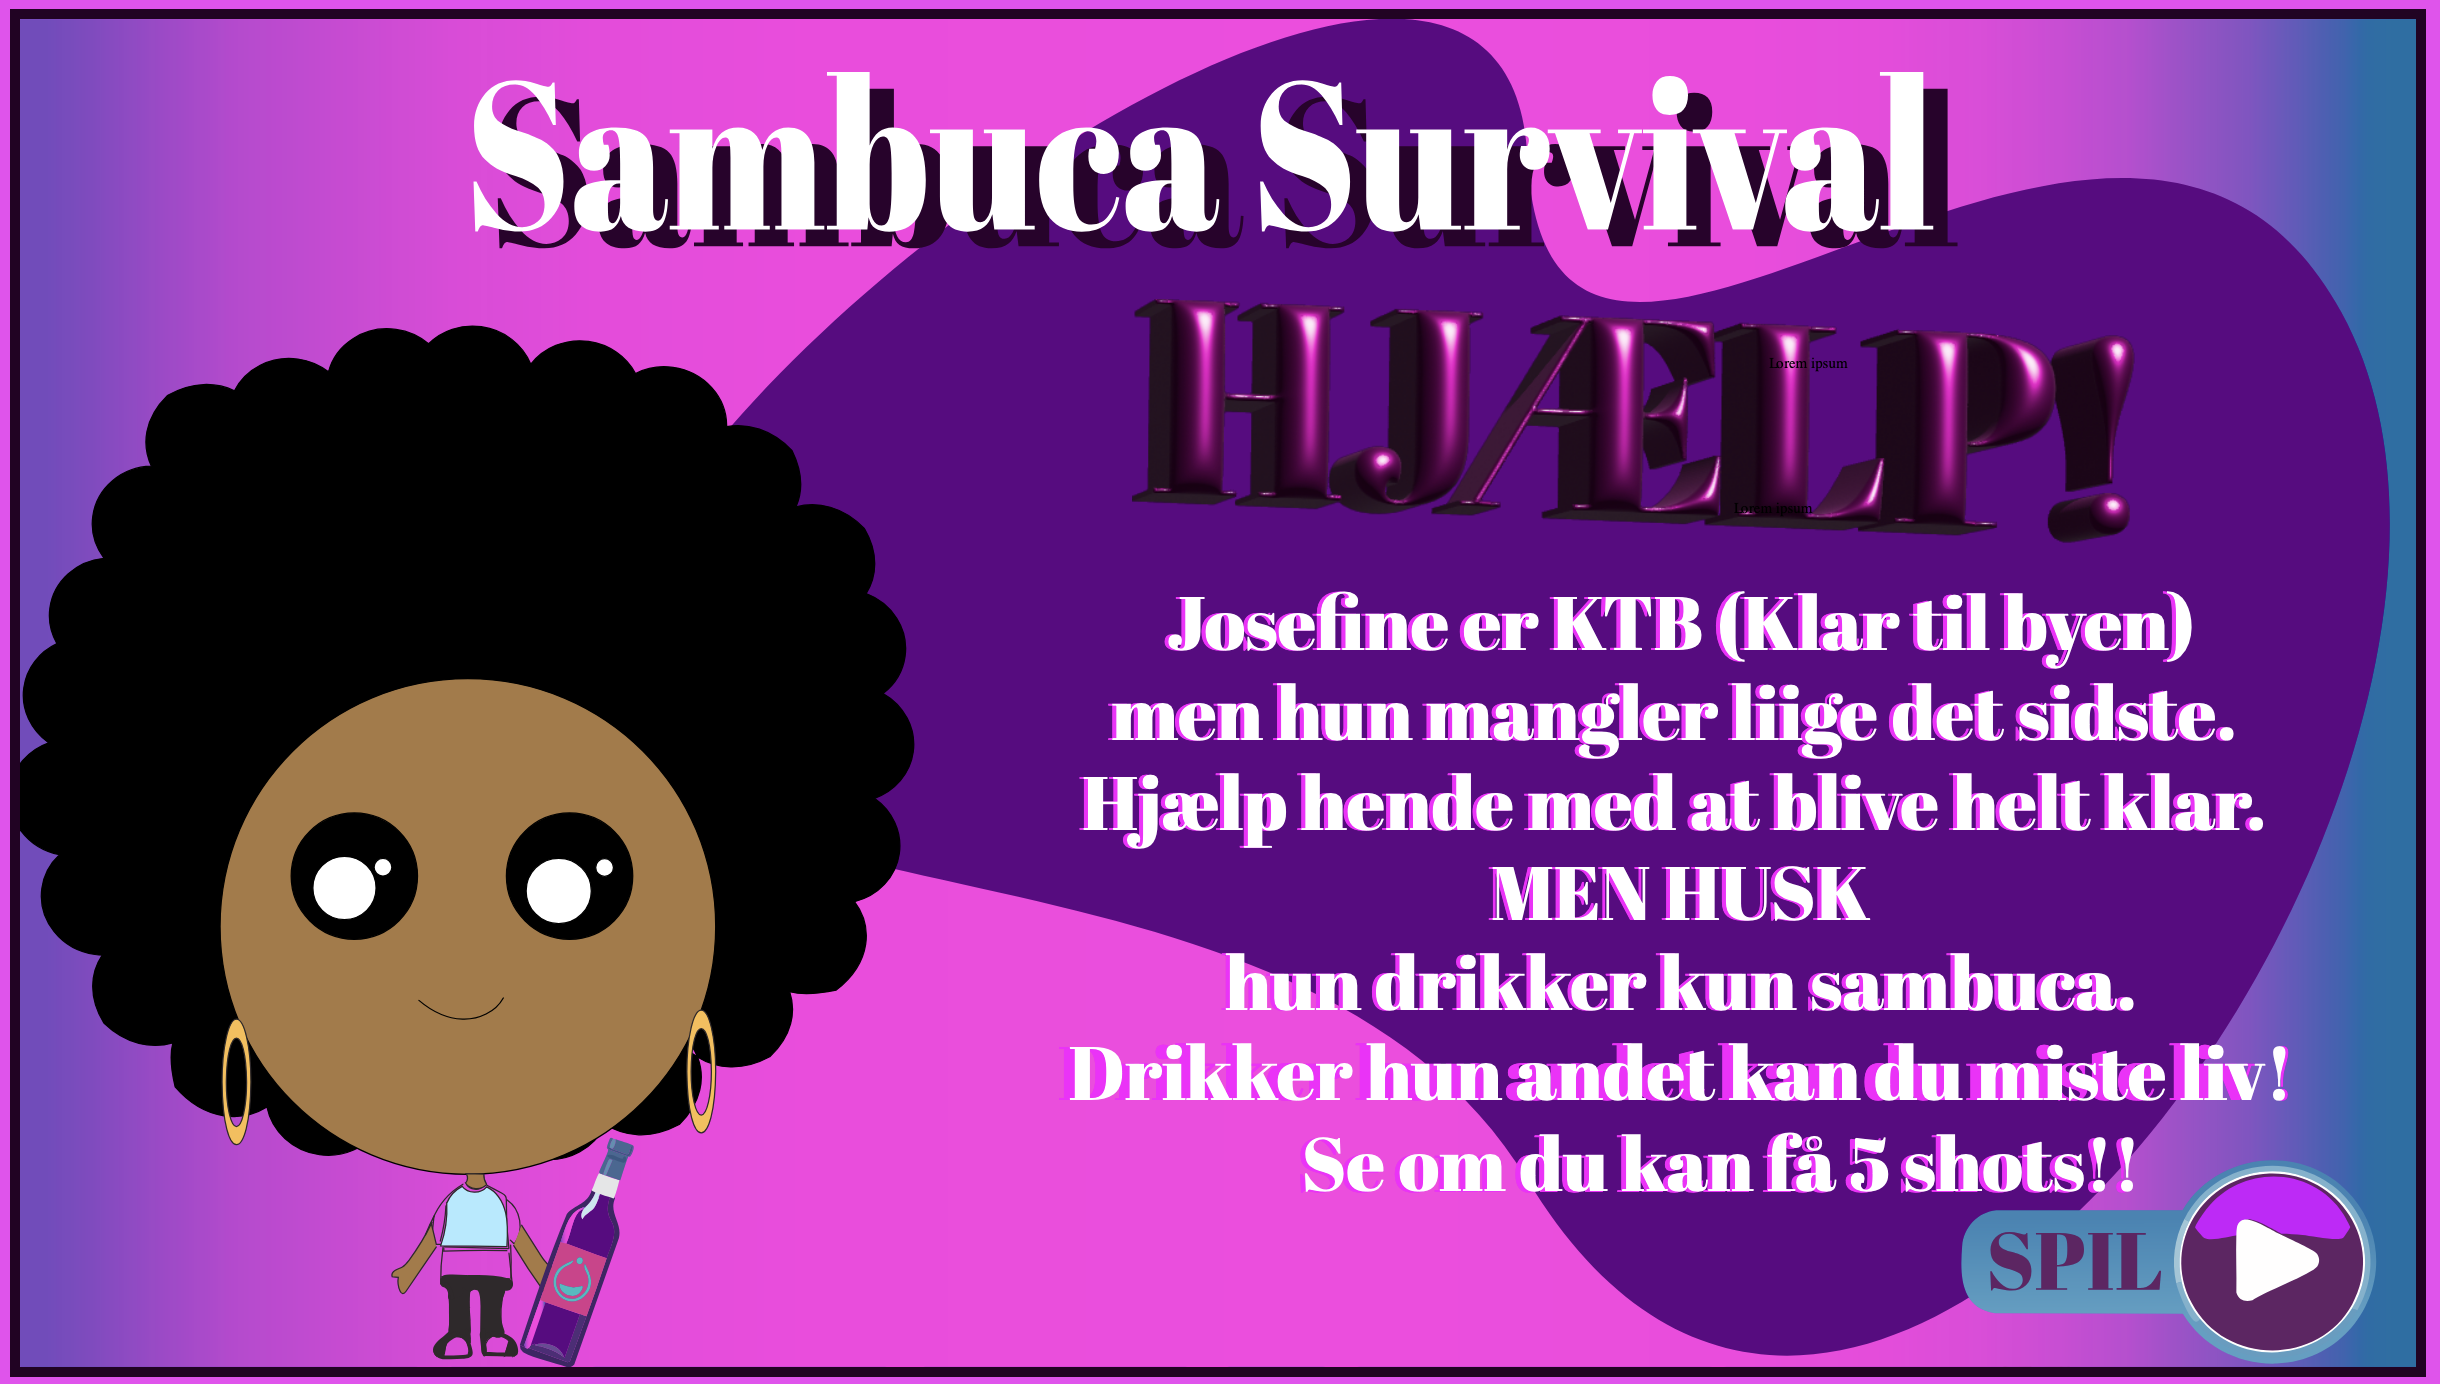 Sambuca Survival
HJÆLP!
Lorem ipsum
Lorem ipsum
Josefine er KTB (Klar til byen)
men hun mangler liige det sidste.
Hjælp hende med at blive helt klar.
MEN HUSK
hun drikker kun sambuca.
Drikker hun andet kan du miste liv!
Se om du kan få 5 shots!!
SPIL